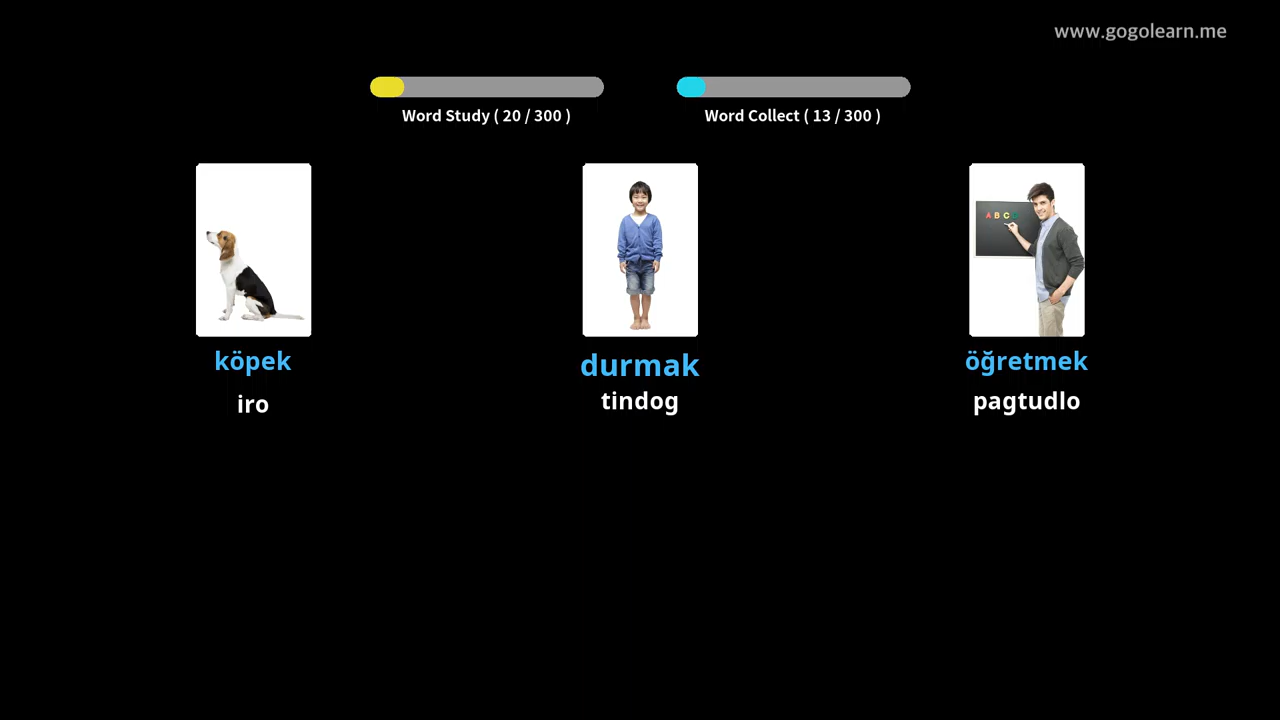 www.gogolearn.me
Word Study ( 20 / 300 )
Word Collect ( 13 / 300 )
A B C
köpek
durmak
öğretmek
iro
tindog
pagtudlo